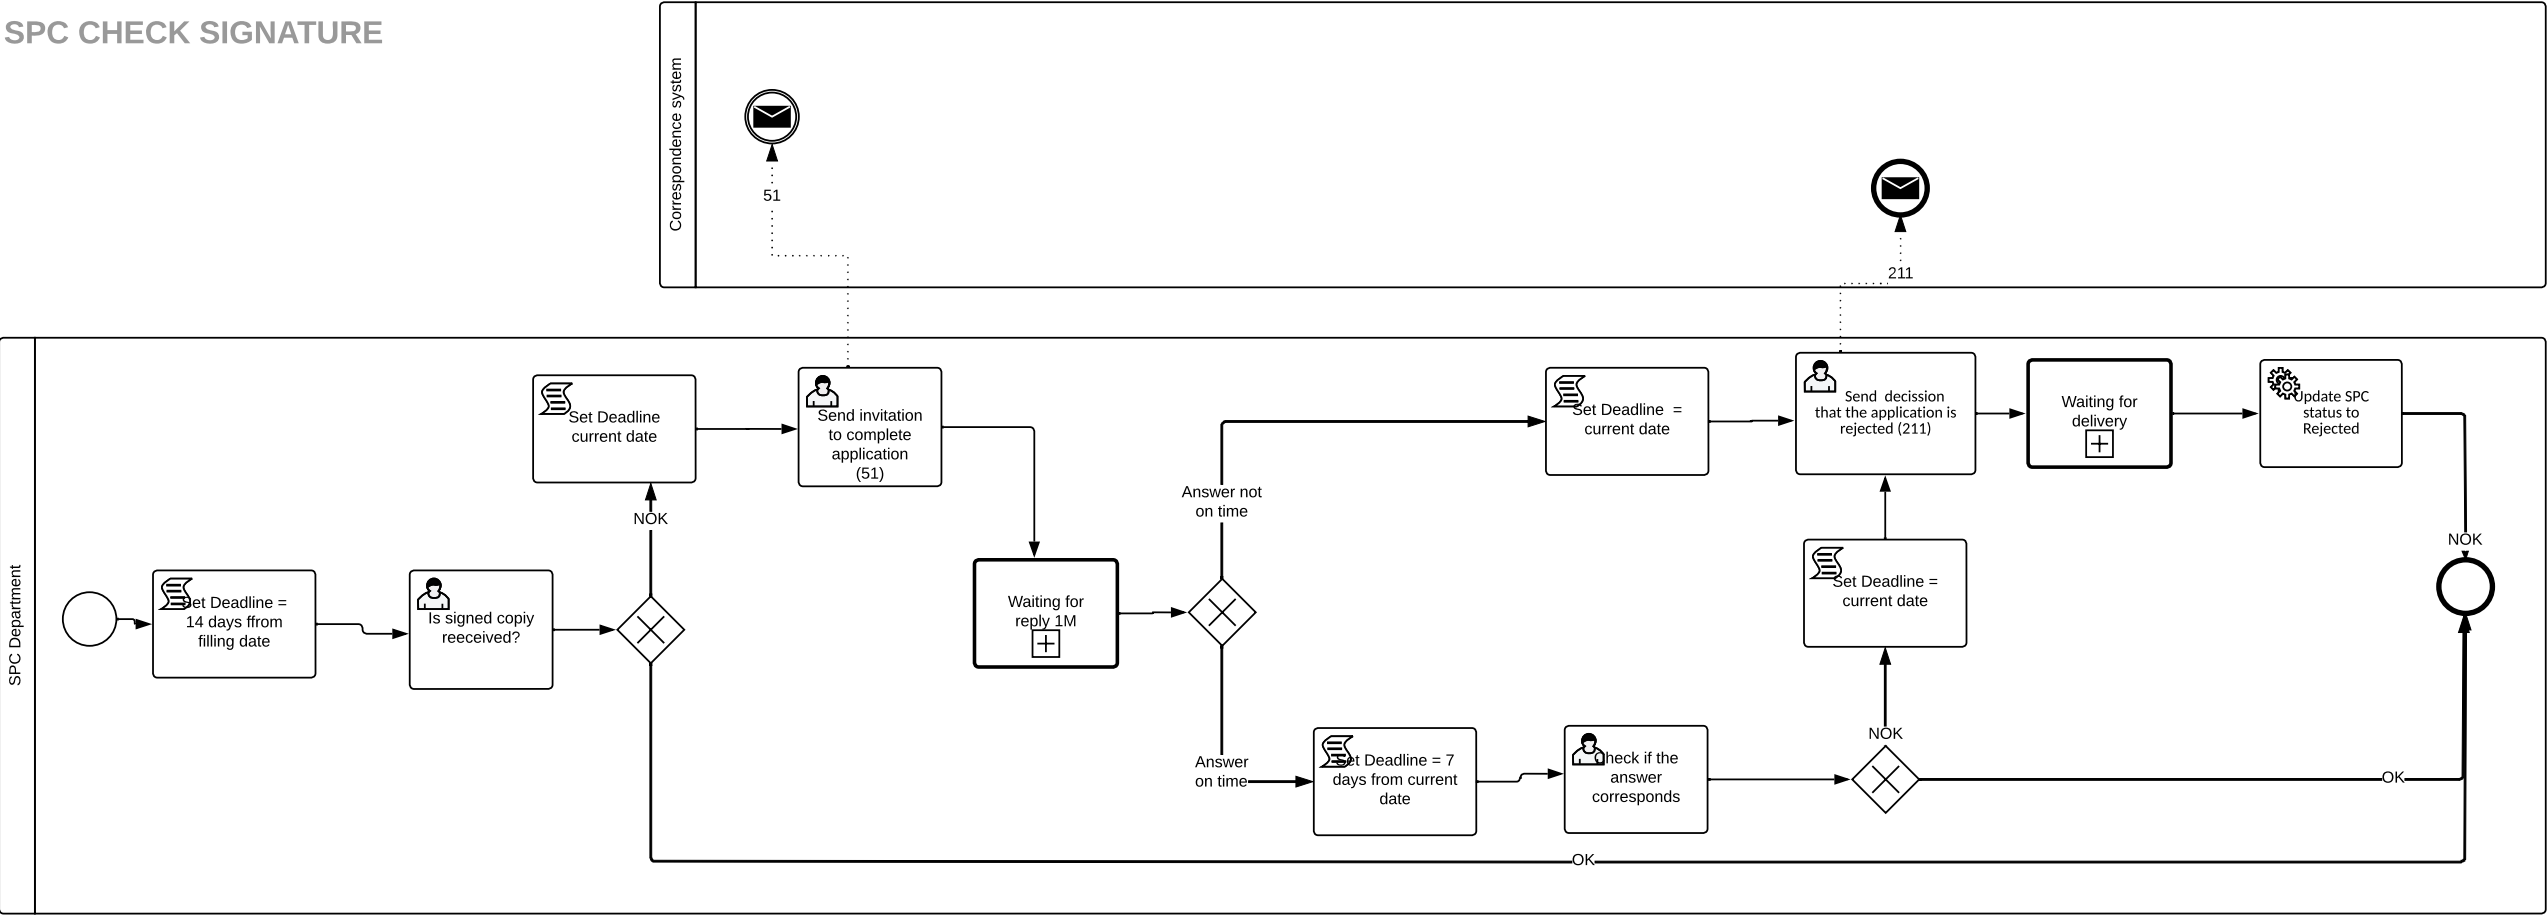 SPC CHECK SIGNATURE
Correspondence system
51
211
SPC Department
Set Deadline =
14 days ffrom
filling date
Is signed copiy
reeceived?
NOK
Set Deadline
current date
Send invitation
to complete
application
(51)
Waiting for
reply 1M
Answer not
on time
Answer
on time
Set Deadline =
current date
Send decission
that the application is
rejected (211)
Waiting for
delivery
Update SPC
status to
Rejected
NOK
Set Deadline =
current date
NOK
Set Deadline = 7
days from current
date
Check if the
answer
corresponds
OK
OK